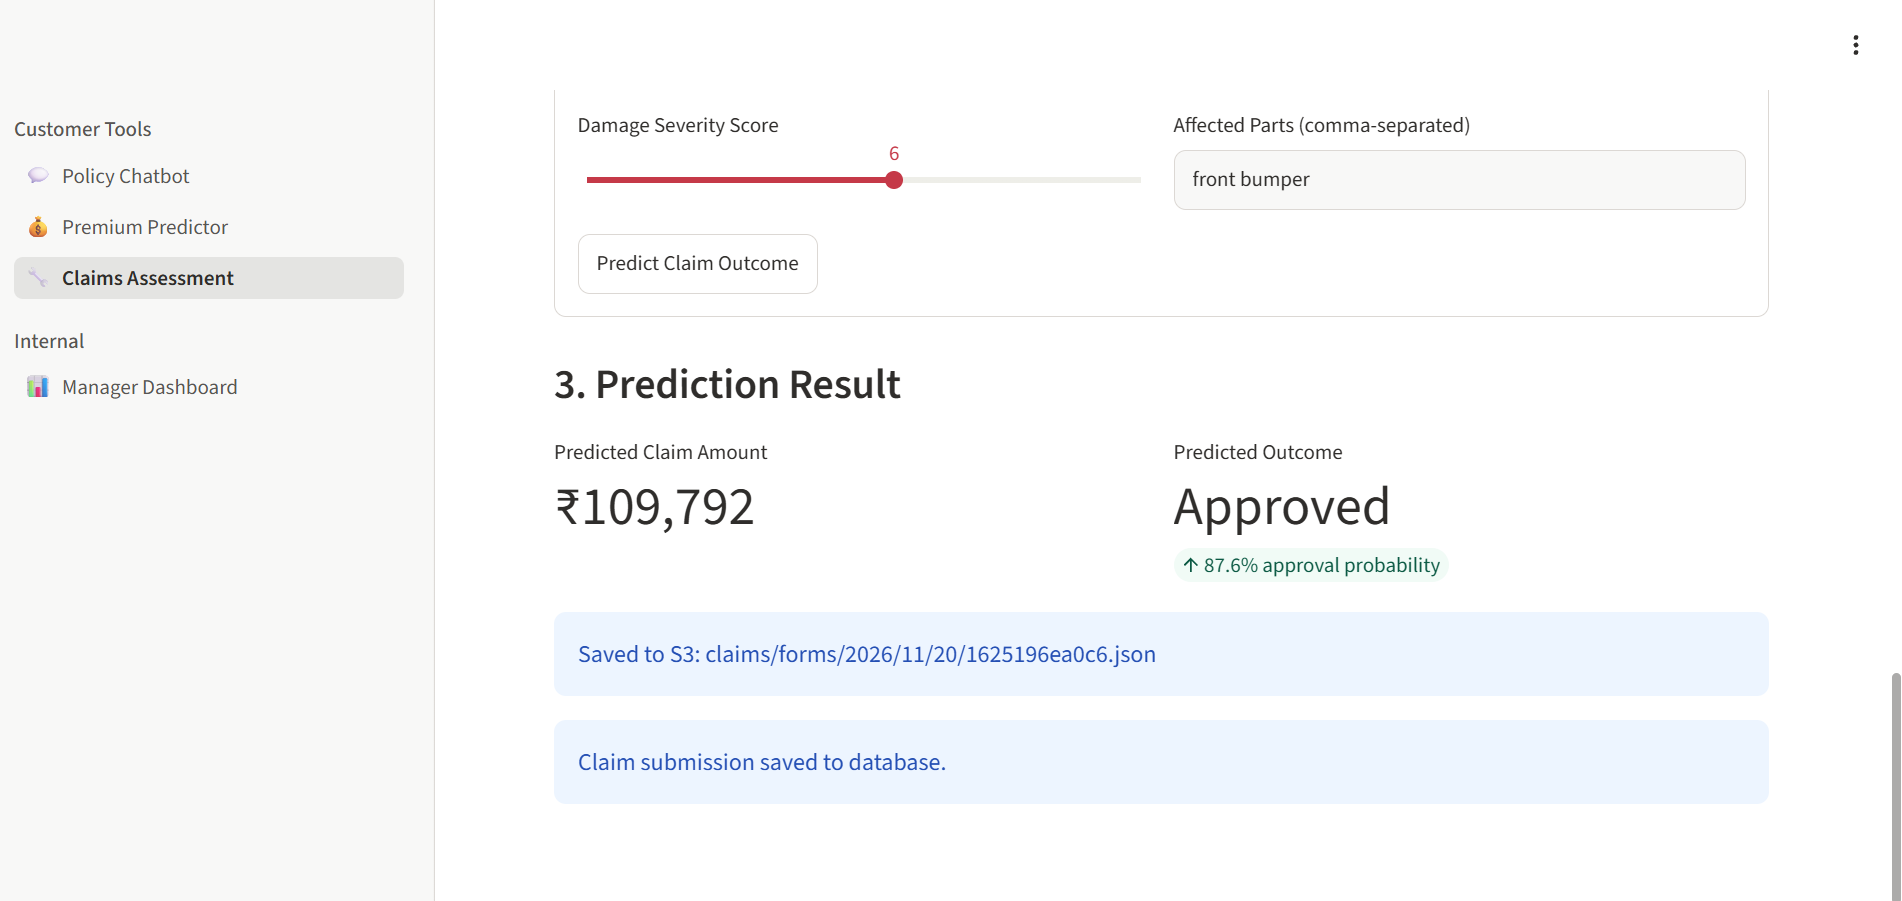 Customer Tools
Policy Chatbot
Premium Predictor
Claims Assessment
Internal
Manager Dashboard
Damage Severity Score
6
Affected Parts (comma-separated)
front bumper
Predict Claim Outcome
3. Prediction Result
Predicted Claim Amount
₹109,792
Predicted Outcome
Approved
↑ 87.6% approval probability
Saved to S3: claims/forms/2026/11/20/1625196ea0c6.json
Claim submission saved to database.